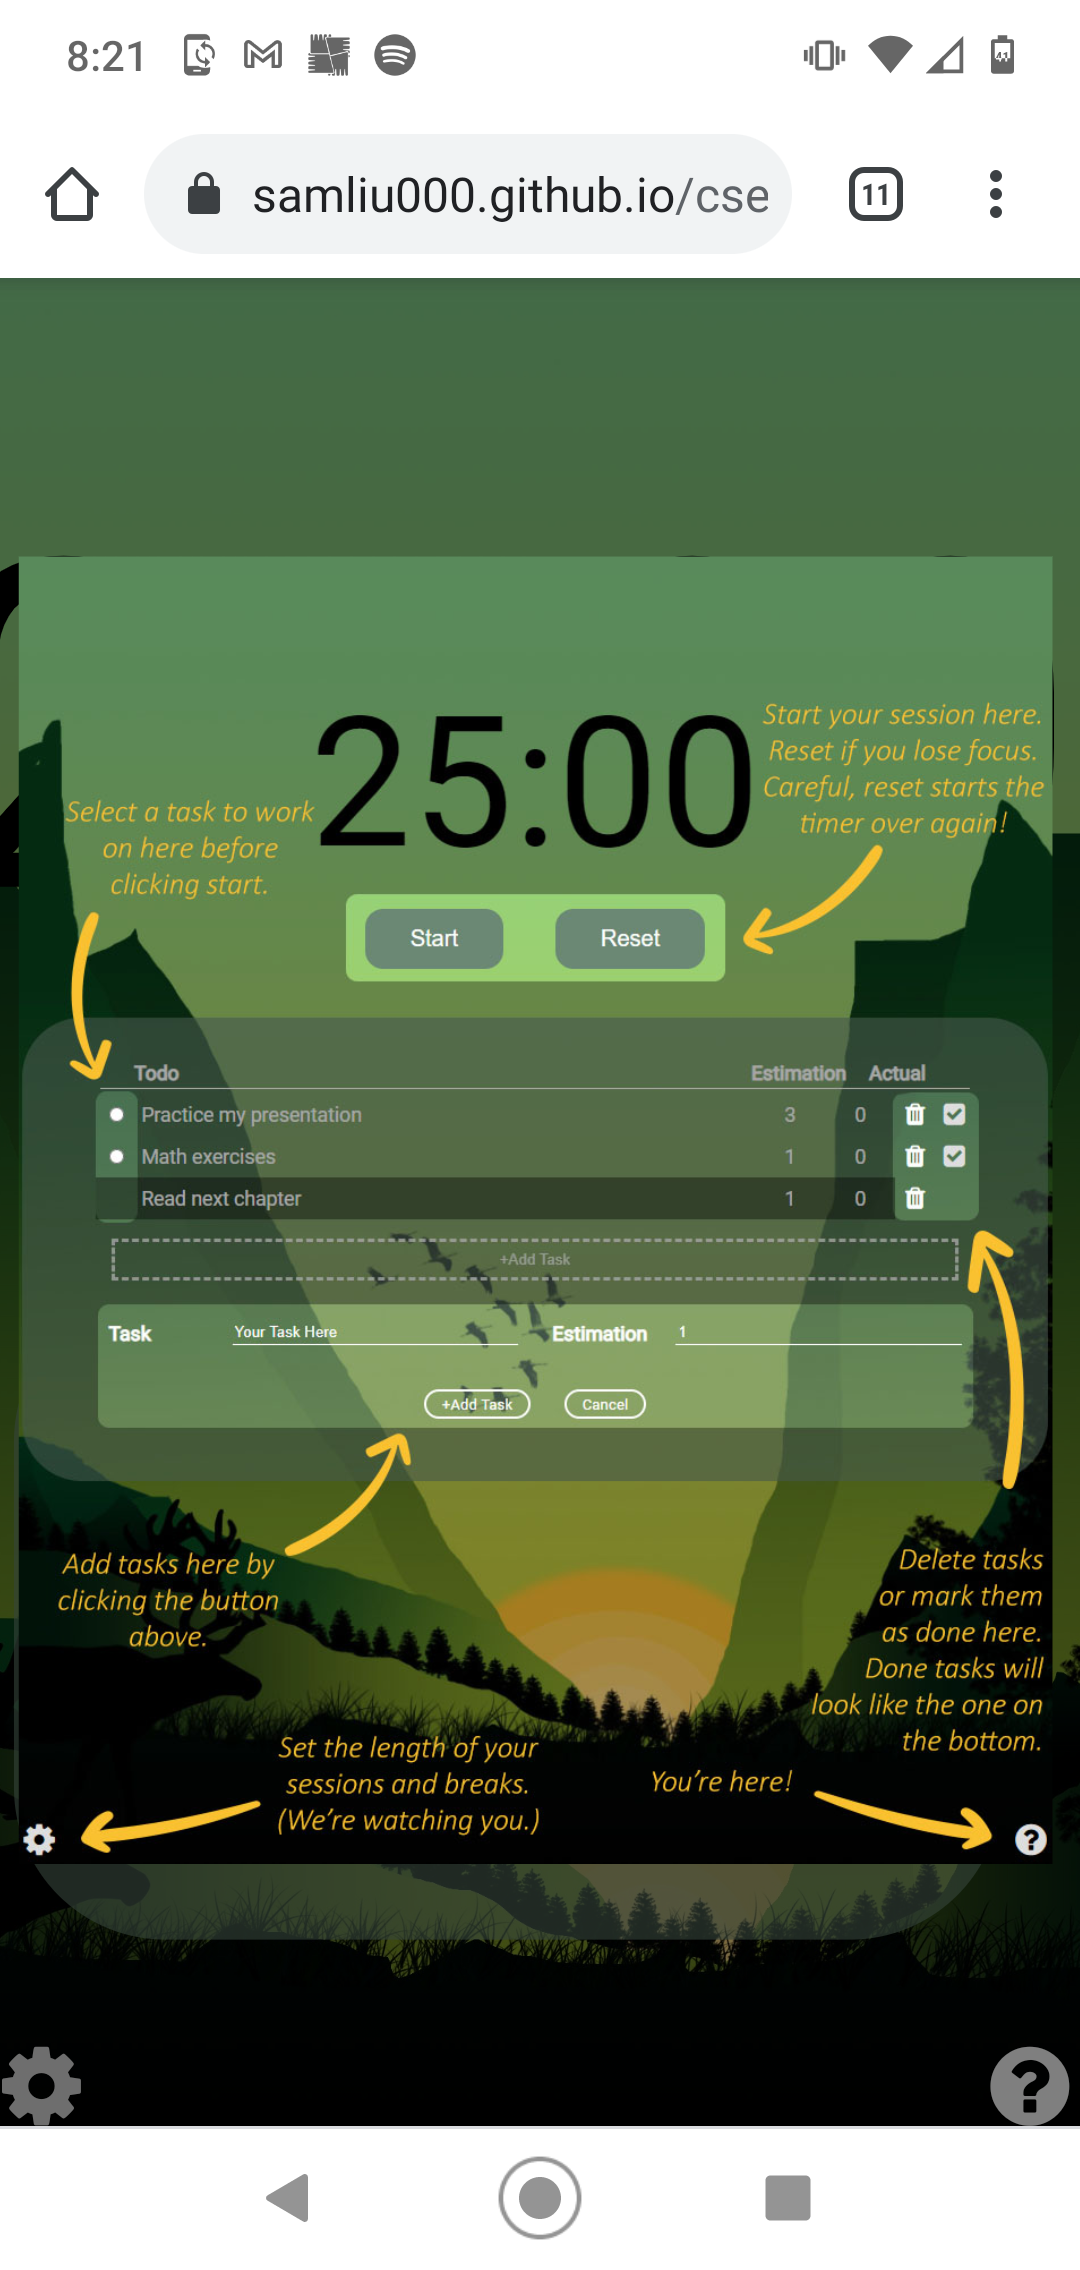 8:21
41
samliu000.github.io/cse
11
25:00
Start your session here.
Reset if you lose focus.
Careful, reset starts the
timer over again!
Select a task to work
on here before
clicking start.
Start
Reset
Todo Estimation Actual
Practice my presentation 3 0
Math exercises 1 0
Read next chapter 1 0
+Add Task
Task Your Task Here Estimation 1
+Add Task Cancel
Add tasks here by
clicking the button
above.
Delete tasks
or mark them
as done here.
Done tasks will
look like the one on
the bottom.
Set the length of your
sessions and breaks.
(We're watching you.)
You're here!
?
?